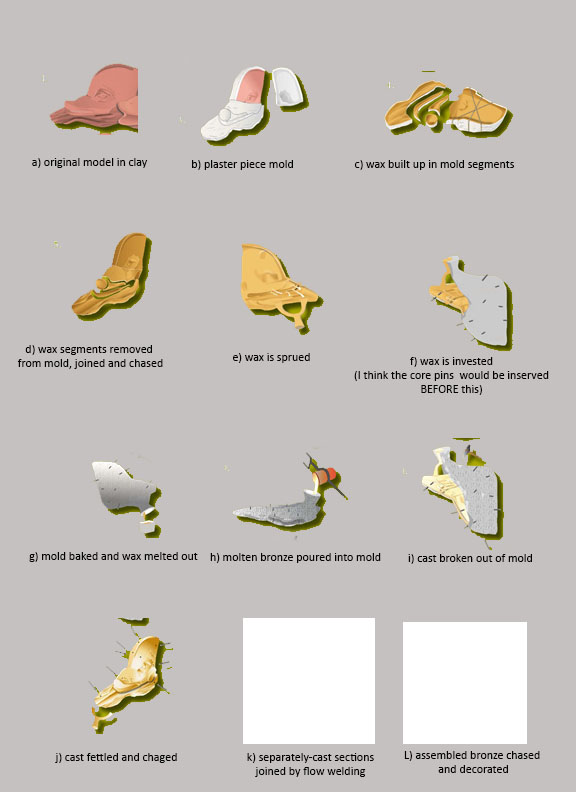 a) original model in clay
b) plaster piece mold
c) wax built up in mold segments
d) wax segments removed
from mold, joined and chased
e) wax is sprued
f) wax is invested
(I think the core pins would be inserved
BEFORE this)
g) mold baked and wax melted out
h) molten bronze poured into mold
i) cast broken out of mold
j) cast fettled and chaged
k) separately-cast sections
joined by flow welding
L) assembled bronze chased
and decorated